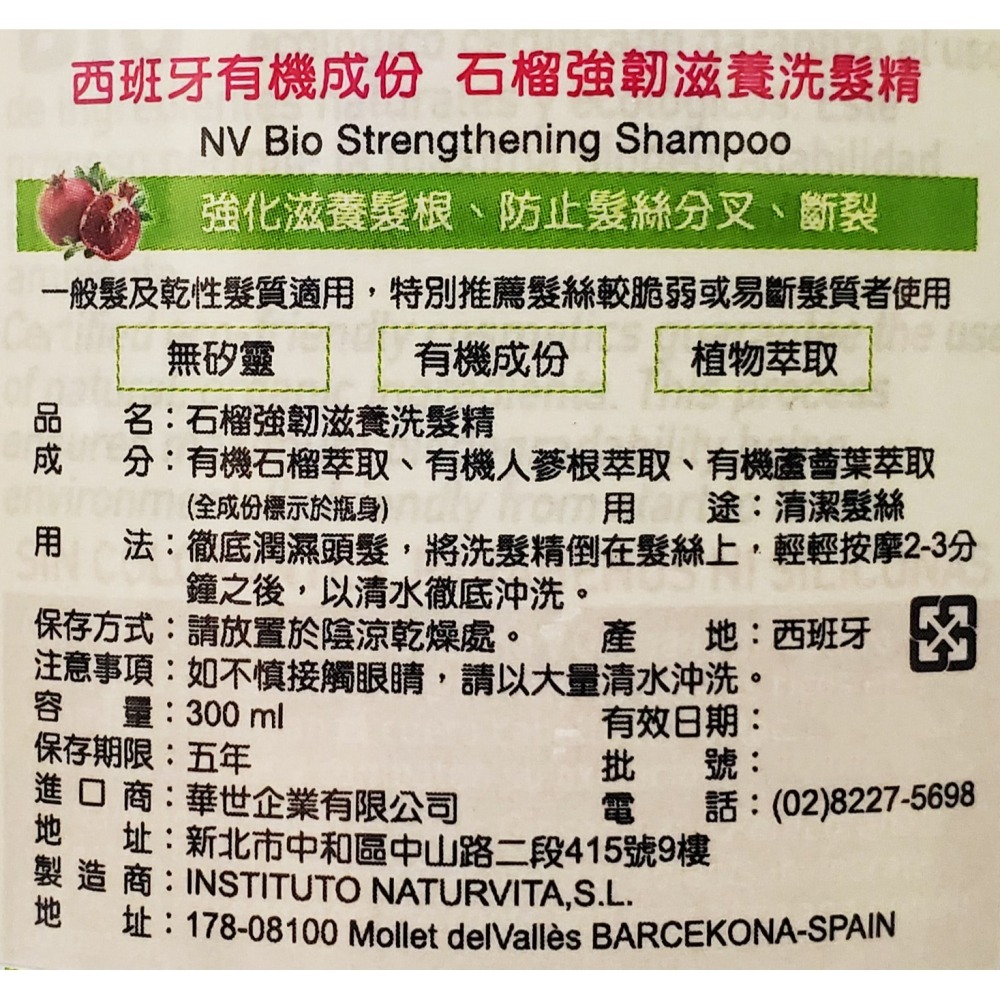 西班牙有機成份 石榴強韌滋養洗髮精
NV Bio Strengthening Shampoo
強化滋養髮根、防止髮絲分叉、斷裂
一般髮及乾性髮質適用，特別推薦髮絲較脆弱或易斷髮質者使用
無矽靈 有機成份 植物萃取
品名：石榴強韌滋養洗髮精
成分：有機石榴萃取、有機人蔘根萃取、有機蘆薈葉萃取
(全成份標示於瓶身) 用途：清潔髮絲
用法：徹底潤濕頭髮，將洗髮精倒在髮絲上，輕輕按摩2-3分
鐘之後，以清水徹底沖洗。
保存方式：請放置於陰涼乾燥處。 產地：西班牙
注意事項：如不慎接觸眼睛，請以大量清水沖洗。
容量：300 ml 有效日期：
保存期限：五年 批號：
進口商：華世企業有限公司 電話：(02)8227-5698
地址：新北市中和區中山路二段415號9樓
製造商：INSTITUTO NATURVITA,S.L.
地址：178-08100 Mollet delVallès BARCEKONA-SPAIN